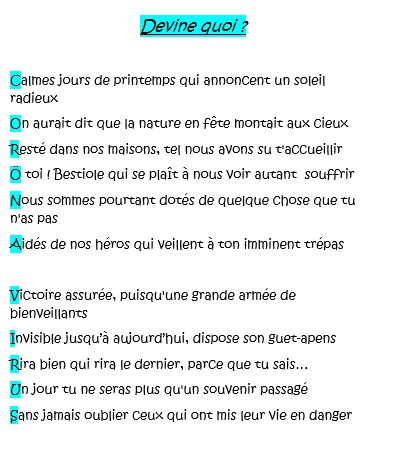 Devine quoi ?
Calmes jours de printemps qui annoncent un soleil
radieux
On aurait dit que la nature en fête montait aux cieux
Resté dans nos maisons, tel nous avons su t'accueillir
Ö toi ! Bestiole qui se plaît à nous voir autant souffrir
Nous sommes pourtant dotés de quelque chose que tu
n'as pas
Aidés de nos héros qui veillent à ton imminent trépas
Victoire assurée, puisqu'une grande armée de
bienveillants
Invisible jusqu'à aujourd'hui, dispose son guet-apens
Rira bien qui rira le dernier, parce que tu sais...
Un jour tu ne seras plus qu'un souvenir passagé
Sans jamais oublier ceux qui ont mis leur vie en danger